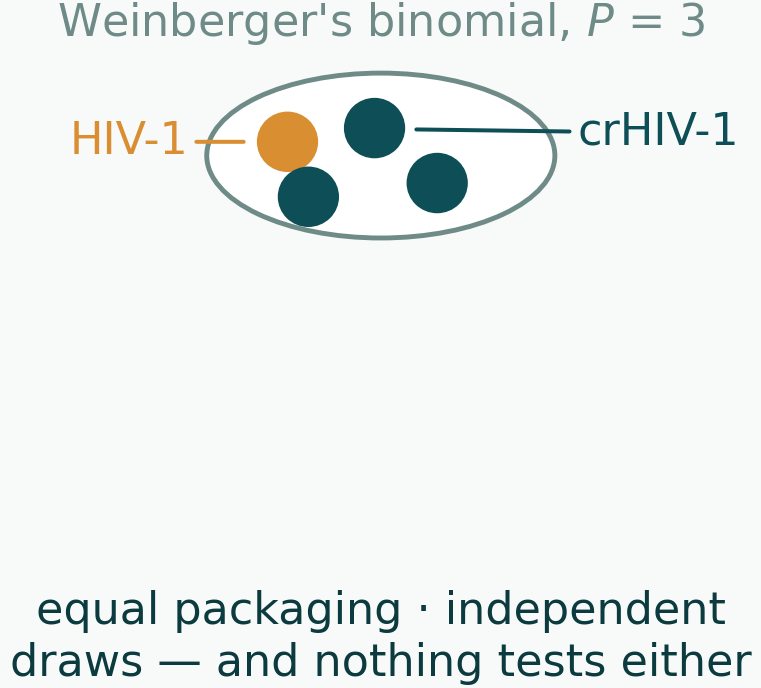 Weinberger's binomial, P = 3
HIV-1
crHIV-1
equal packaging · independent
draws — and nothing tests either